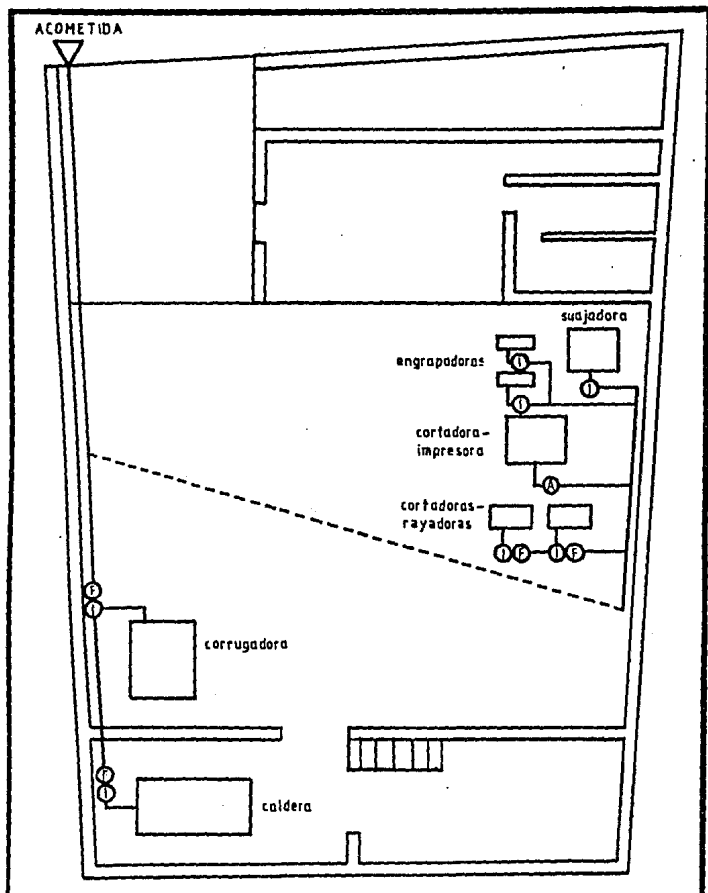 ACOMETIDA
suajadora
engrapadoras
I
I
I
cortadora-
impresora
A
cortadoras-
rayadoras
I F I F
F
I
corrugadora
F
I
caldera